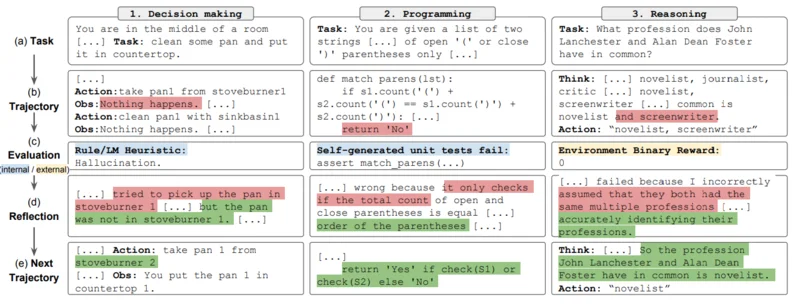 1. Decision making
2. Programming
3. Reasoning
(a) Task
You are in the middle of a room
[...] Task: clean some pan and put
it in countertop.
Task: You are given a list of two
strings [...] of open '(' or close
')' parentheses only [...]
Task: What profession does John
Lanchester and Alan Dean Foster
have in common?
(b)
Trajectory
[...]
Action:take pan1 from stoveburner1
Obs:Nothing happens. [...]
Action:clean pan1 with sinkbasin1
Obs:Nothing happens. [...]
def match_parens(lst):
if s1.count('(') +
s2.count('(') == s1.count(')') +
s2.count(')'): [...]
return 'No'
Think: [...] novelist, journalist,
critic [...] novelist,
screenwriter [...] common is
novelist and screenwriter.
Action: “novelist, screenwriter”
(c)
Evaluation
(internal / external)
Rule/LM Heuristic:
Hallucination.
Self-generated unit tests fail:
assert match_parens(...)
Environment Binary Reward:
0
(d)
Reflection
[...] tried to pick up the pan in
stoveburner 1 [...] but the pan
was not in stoveburner 1. [...]
[...] wrong because it only checks
if the total count of open and
close parentheses is equal [...]
order of the parentheses [...]
[...] failed because I incorrectly
assumed that they both had the
same multiple professions [...]
accurately identifying their
professions.
(e) Next
Trajectory
[...] Action: take pan 1 from
stoveburner 2
[...] Obs: You put the pan 1 in
countertop 1.
[...]
return 'Yes' if check(S1) or
check(S2) else 'No'
Think: [...] So the profession
John Lanchester and Alan Dean
Foster have in common is novelist.
Action: “novelist”